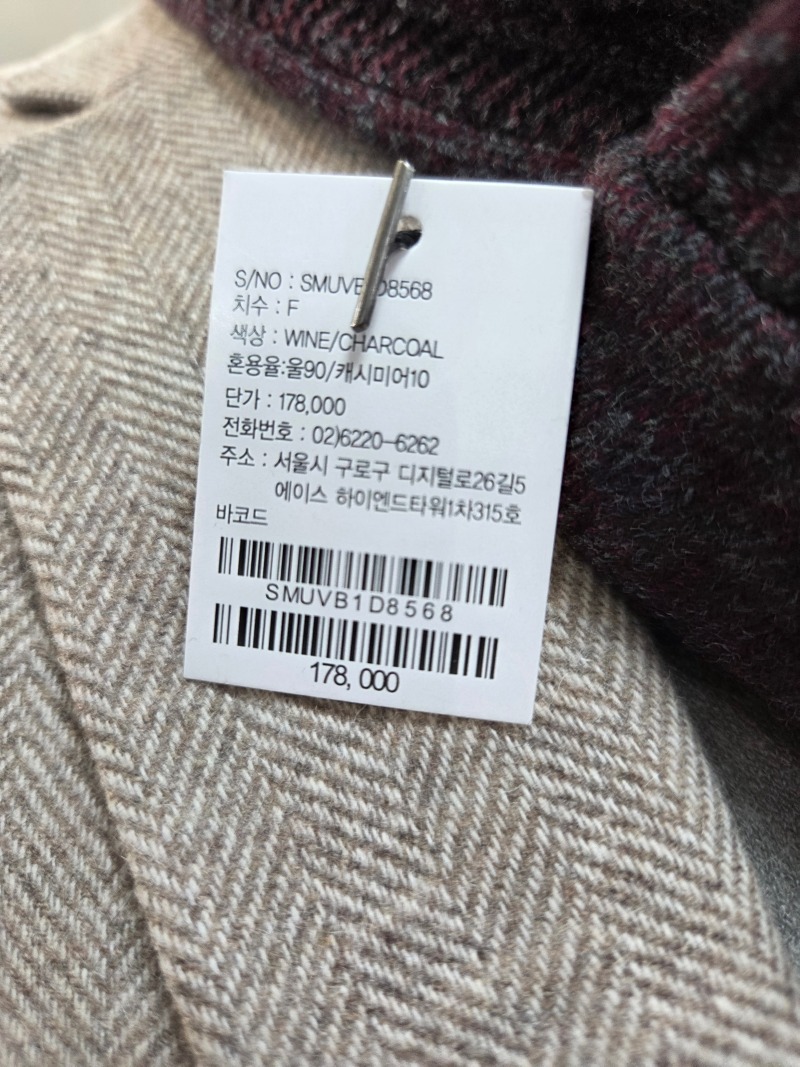 S/NO : SMUVB1D8568
치수 : F
색상 : WINE/CHARCOAL
혼용율:울90/캐시미어10
단가 : 178,000
전화번호 : 02)6220-6262
주소 : 서울시 구로구 디지털로26길5
에이스 하이엔드타워1차315호
바코드
SMUVB1D8568
178, 000